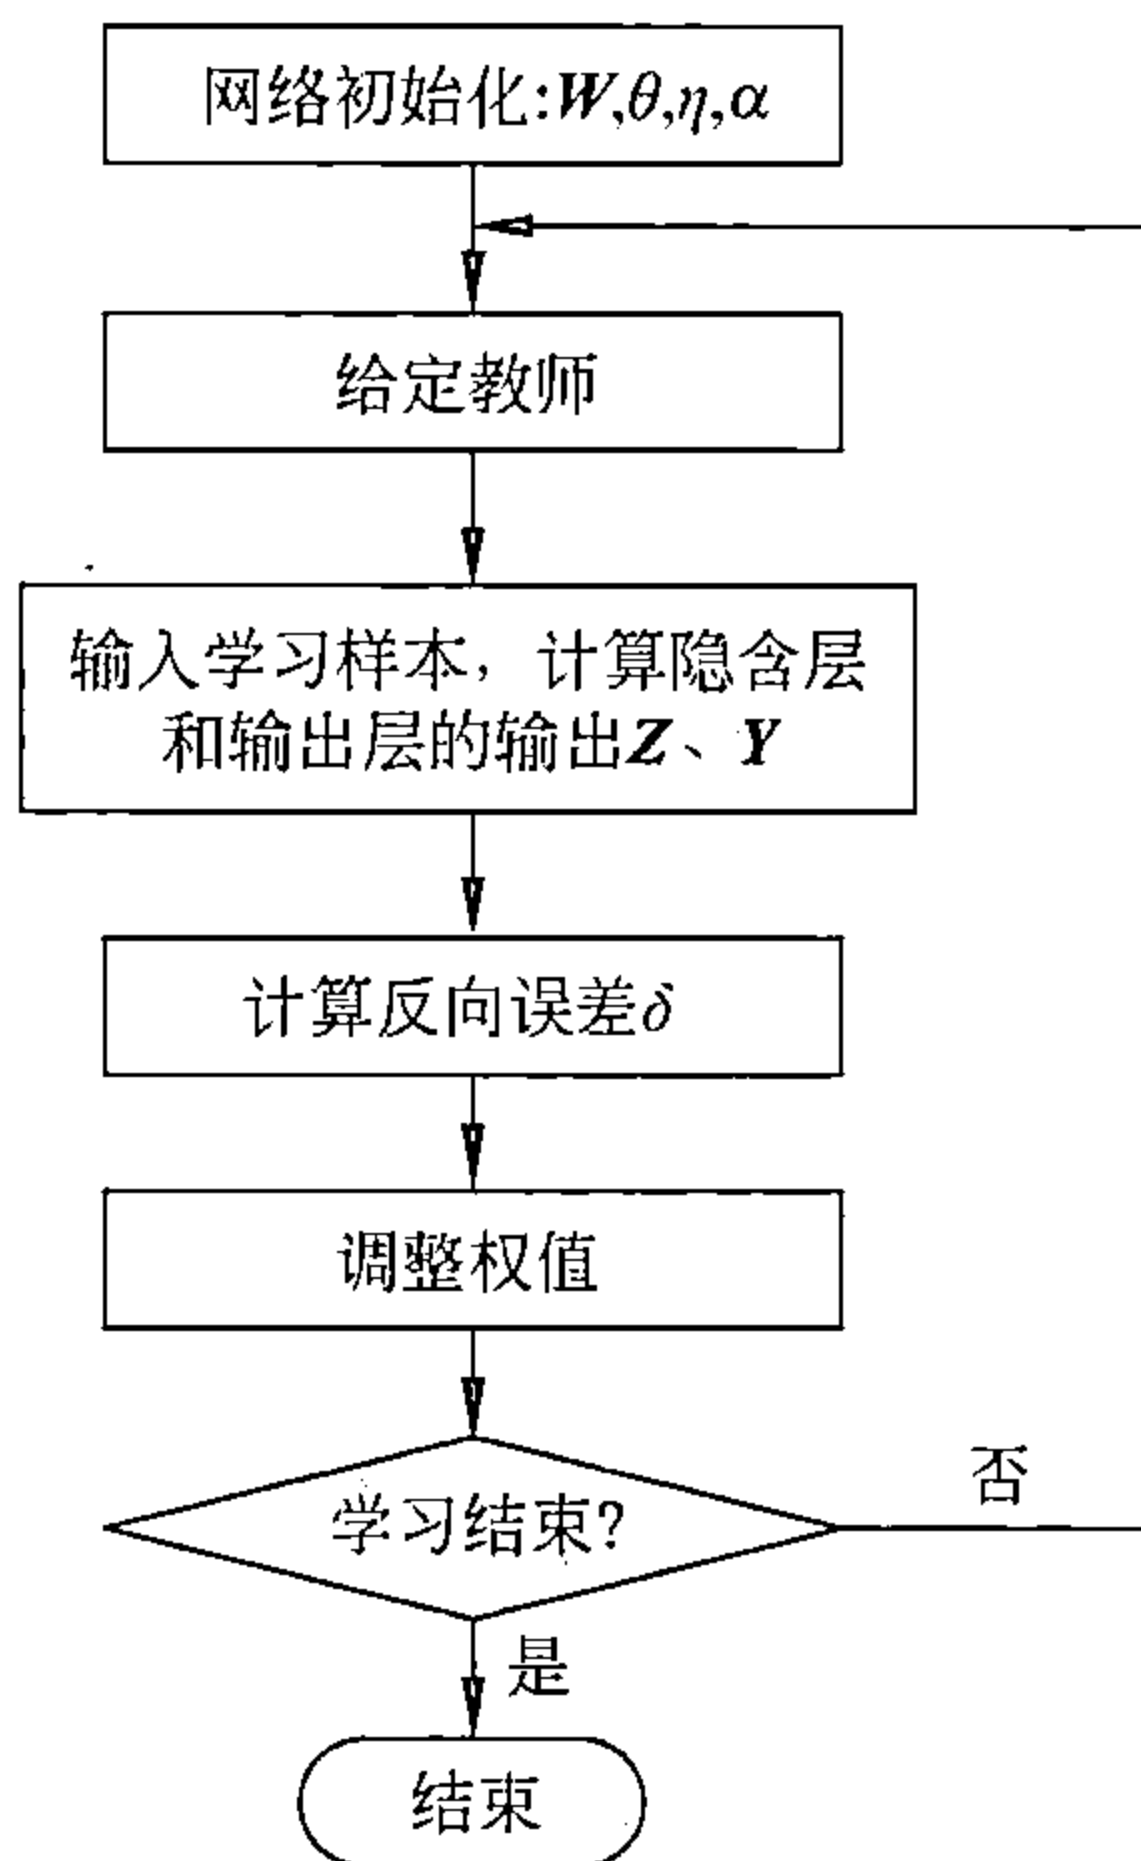 网络初始化:W,θ,η,α
给定教师
输入学习样本，计算隐含层
和输出层的输出Z、Y
计算反向误差δ
调整权值
学习结束?
否
是
结束